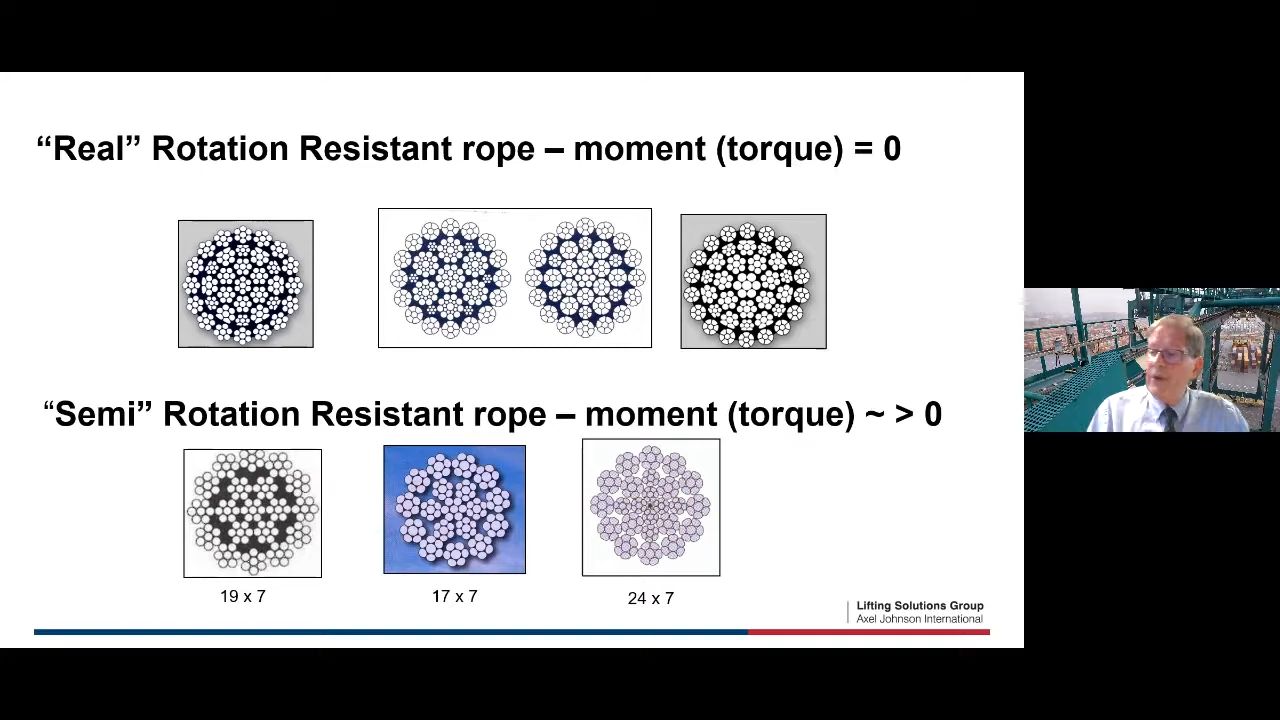 “Real” Rotation Resistant rope – moment (torque) = 0
“Semi” Rotation Resistant rope – moment (torque) ~ > 0
19 x 7
17 x 7
24 x 7
Lifting Solutions Group
Axel Johnson International